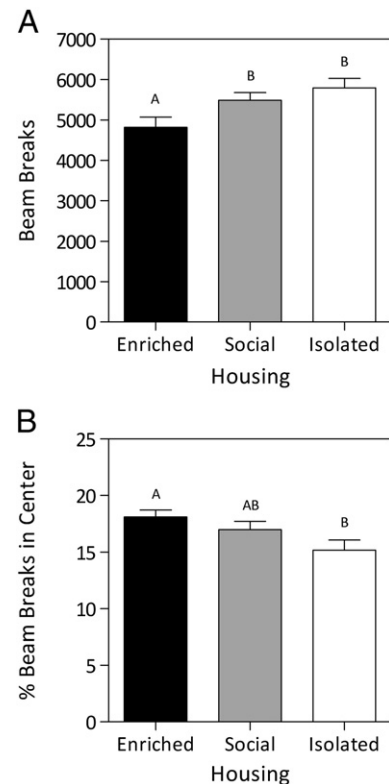 A
7000
6000
5000
4000
3000
2000
1000
0
Beam Breaks
A
B
B
Enriched Social Isolated
Housing
B
25
20
15
10
5
0
% Beam Breaks in Center
A
AB
B
Enriched Social Isolated
Housing